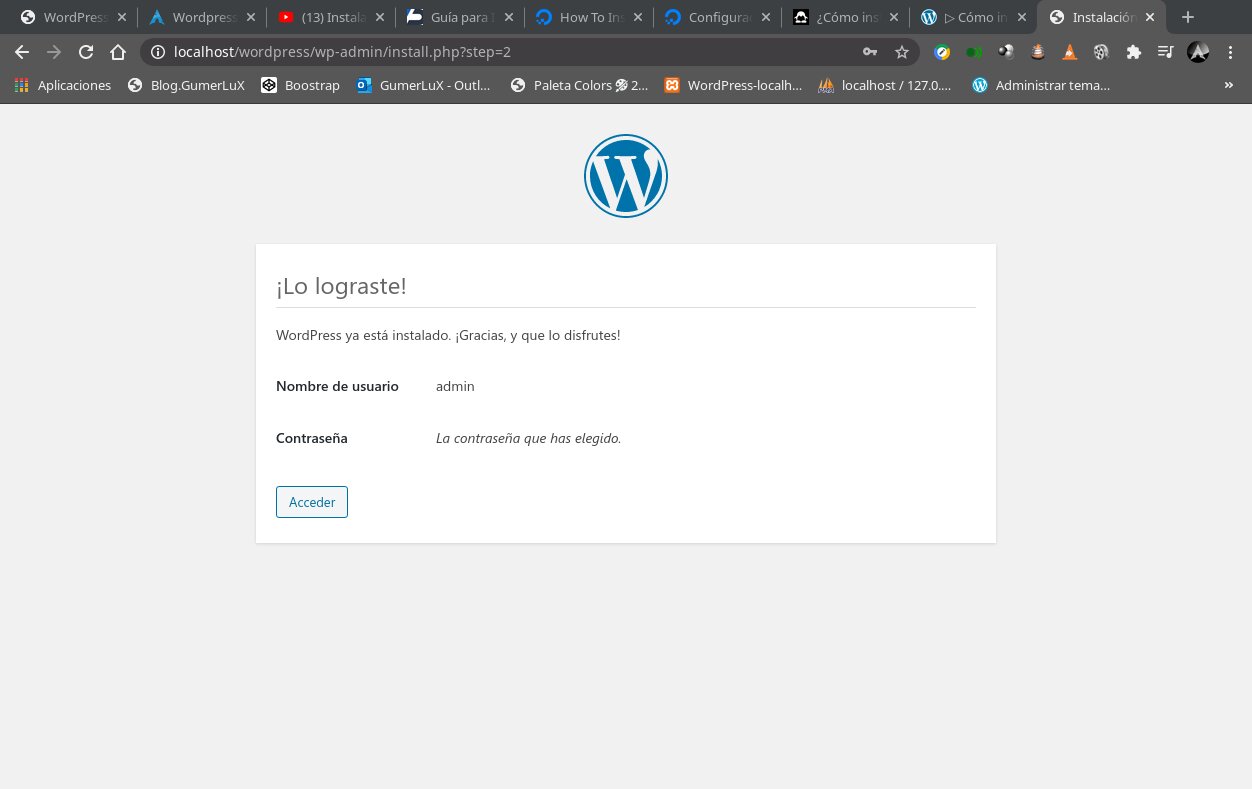 WordPress
Wordpress
(13) Instala
Guía para I
How To Ins
Configurac
¿Cómo ins
▷ Cómo in
Instalación
localhost/wordpress/wp-admin/install.php?step=2
Aplicaciones
Blog.GumerLuX
Boostrap
GumerLuX - Outl...
Paleta Colors 🎨 2...
WordPress-localh...
localhost / 127.0....
Administrar tema...
»
¡Lo lograste!
WordPress ya está instalado. ¡Gracias, y que lo disfrutes!
Nombre de usuario admin
Contraseña La contraseña que has elegido.
Acceder